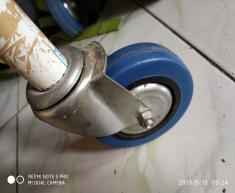 REDMI NOTE 5 PRO
MI DUAL CAMERA
2019/5/15 09:24